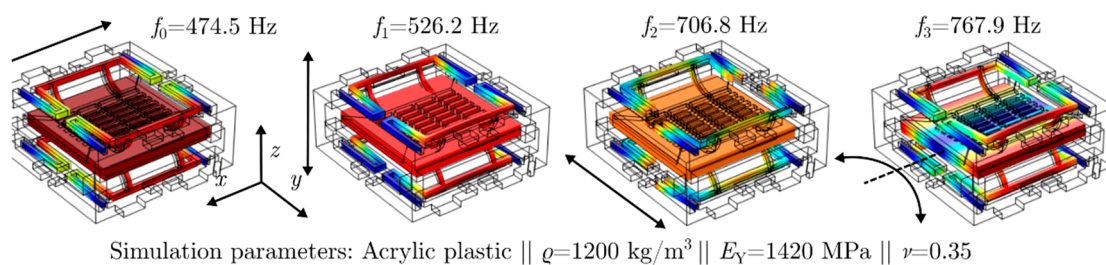 f₀=474.5 Hz f₁=526.2 Hz f₂=706.8 Hz f₃=767.9 Hz
z
x y
Simulation parameters: Acrylic plastic || ϱ=1200 kg/m³ || E_Y=1420 MPa || ν=0.35